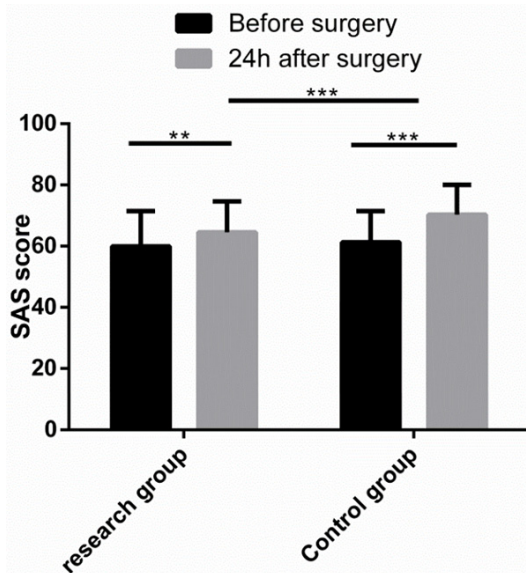 Before surgery
24h after surgery
***
** ***
100
80
60
40
20
0
SAS score
research group
Control group